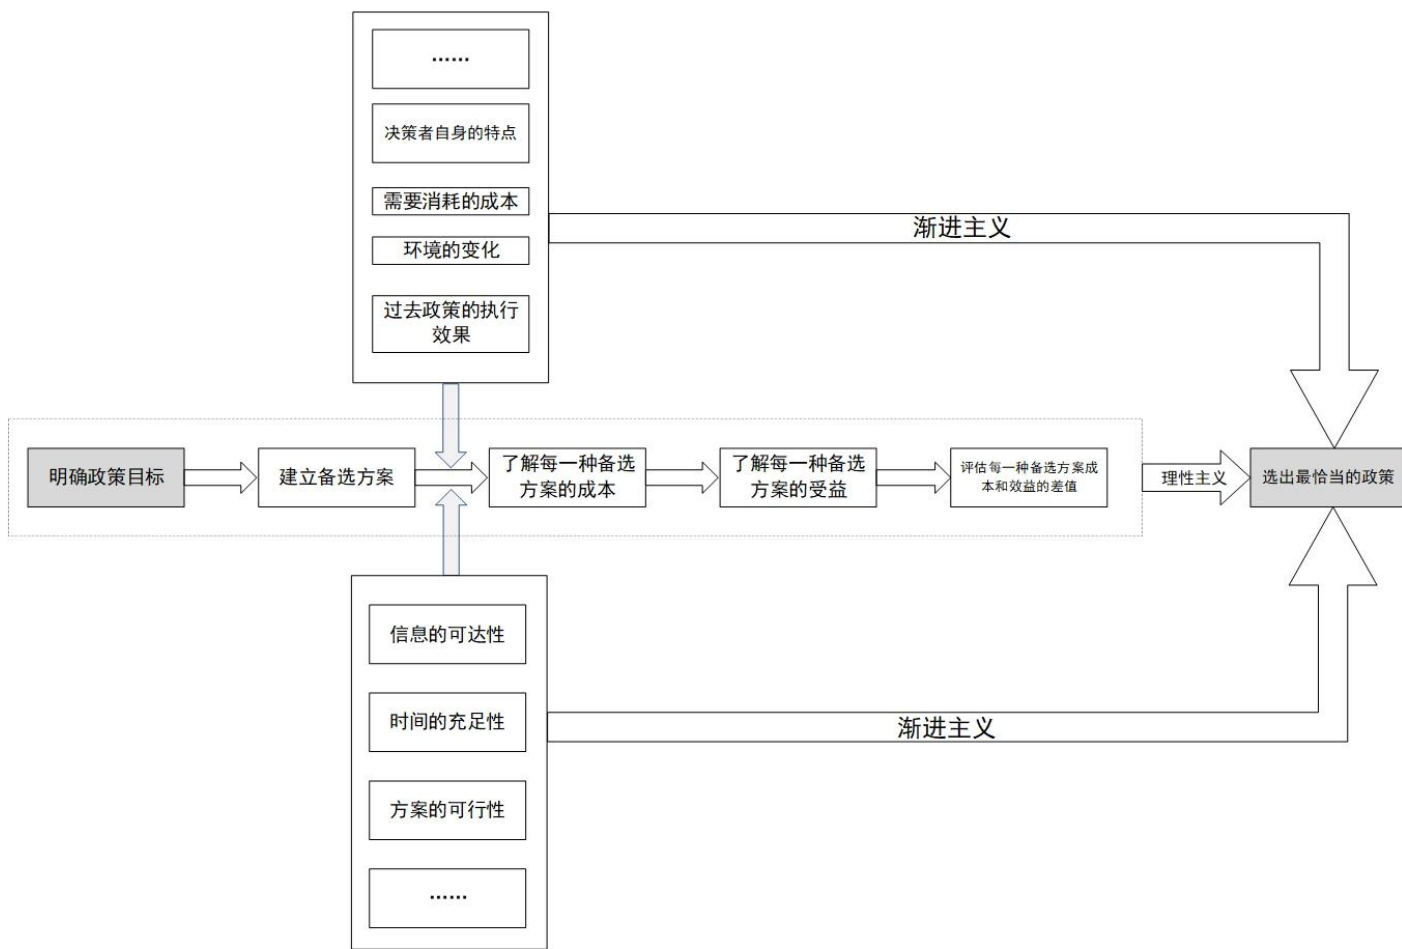 ……
决策者自身的特点
需要消耗的成本
环境的变化
过去政策的执行
效果
渐进主义
明确政策目标
建立备选方案
了解每一种备选
方案的成本
了解每一种备选
方案的受益
评估每一种备选方案成
本和效益的差值
理性主义
选出最恰当的政策
信息的可达性
时间的充足性
方案的可行性
……
渐进主义